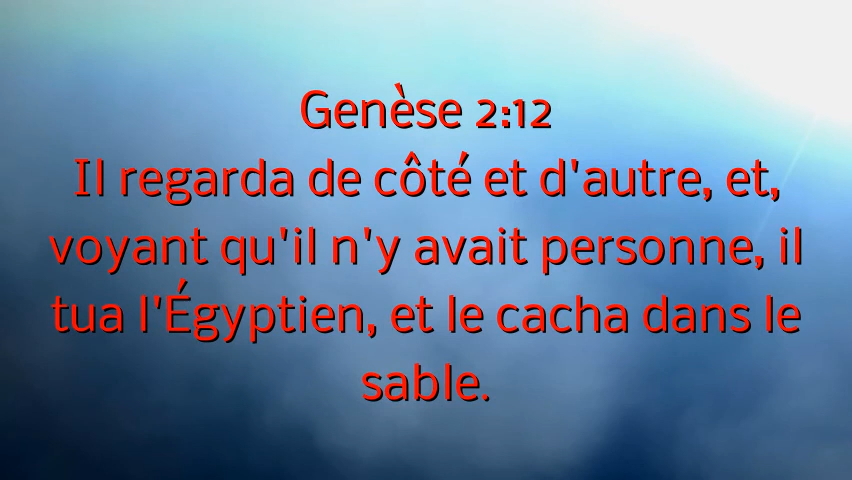 Genèse 2:12
Il regarda de côté et d'autre, et,
voyant qu'il n'y avait personne, il
tua l'Égyptien, et le cacha dans le
sable.